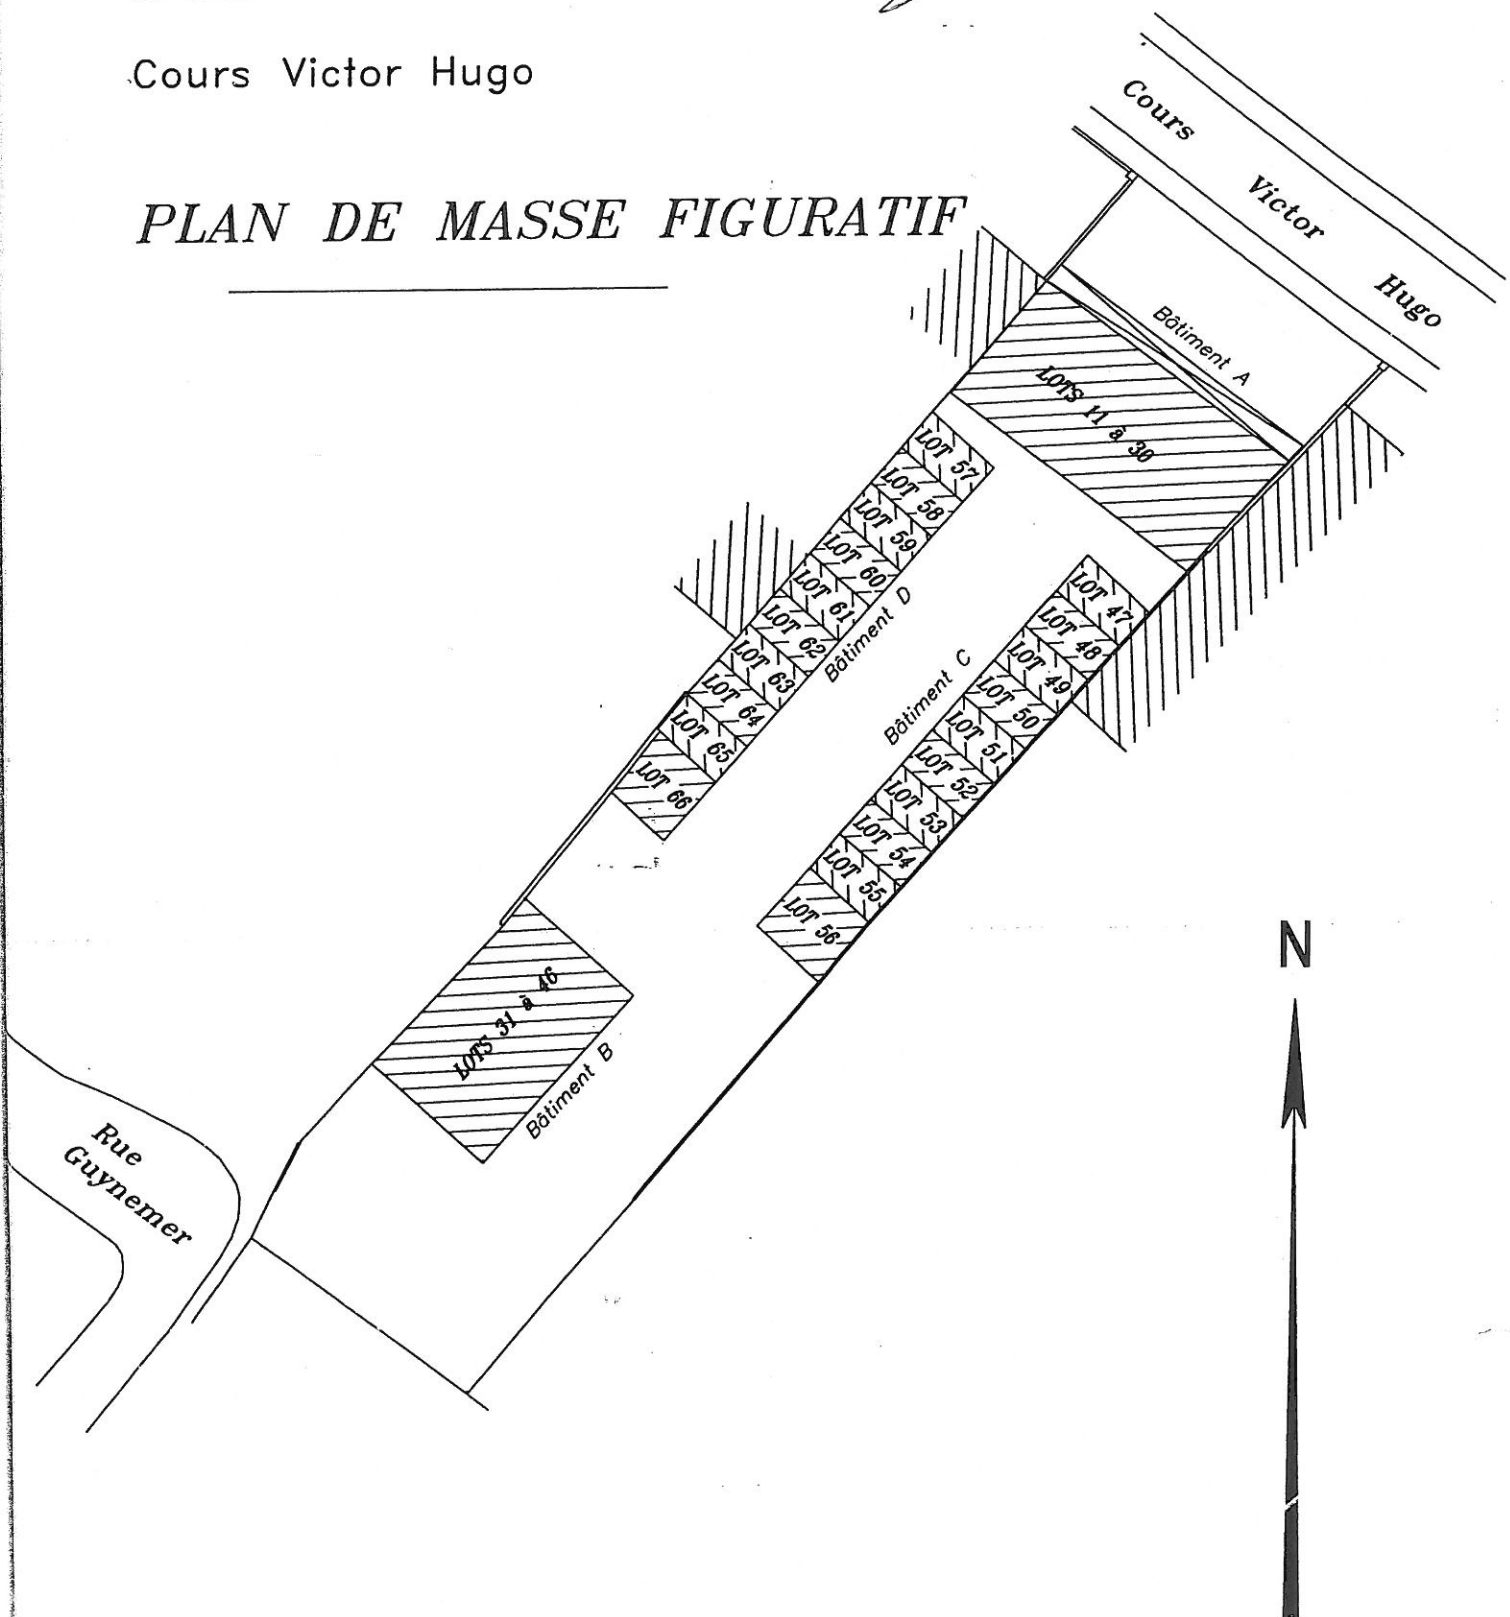 Cours Victor Hugo
PLAN DE MASSE FIGURATIF
Cours Victor Hugo
Bâtiment A
LOTS 11 à 30
LOT 57
LOT 58
LOT 59
LOT 60
LOT 61
LOT 62
LOT 63
LOT 64
LOT 65
LOT 66
Bâtiment D
LOT 47
LOT 48
LOT 49
LOT 50
LOT 51
LOT 52
LOT 53
LOT 54
LOT 55
LOT 56
Bâtiment C
LOTS 31 à 46
Bâtiment B
Rue
Guynemer
N